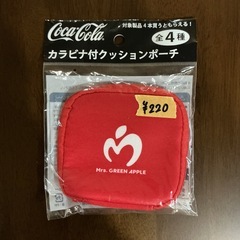 対象製品4本買うともらえる!
Coca-Cola
カラビナ付クッションポーチ
全4種
¥220
Mrs. GREEN APPLE